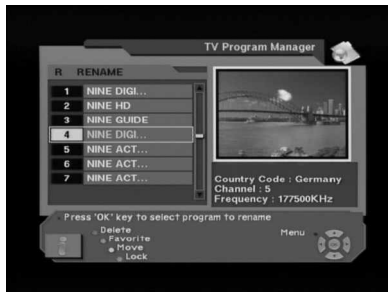 TV Program Manager
R RENAME
1 NINE DIGI...
2 NINE HD
3 NINE GUIDE
4 NINE DIGI...
5 NINE ACT...
6 NINE ACT...
7 NINE ACT...
Country Code : Germany
Channel : 5
Frequency : 177500KHz
Press 'OK' key to select program to rename
Delete
Favorite
Menu
Move
Lock